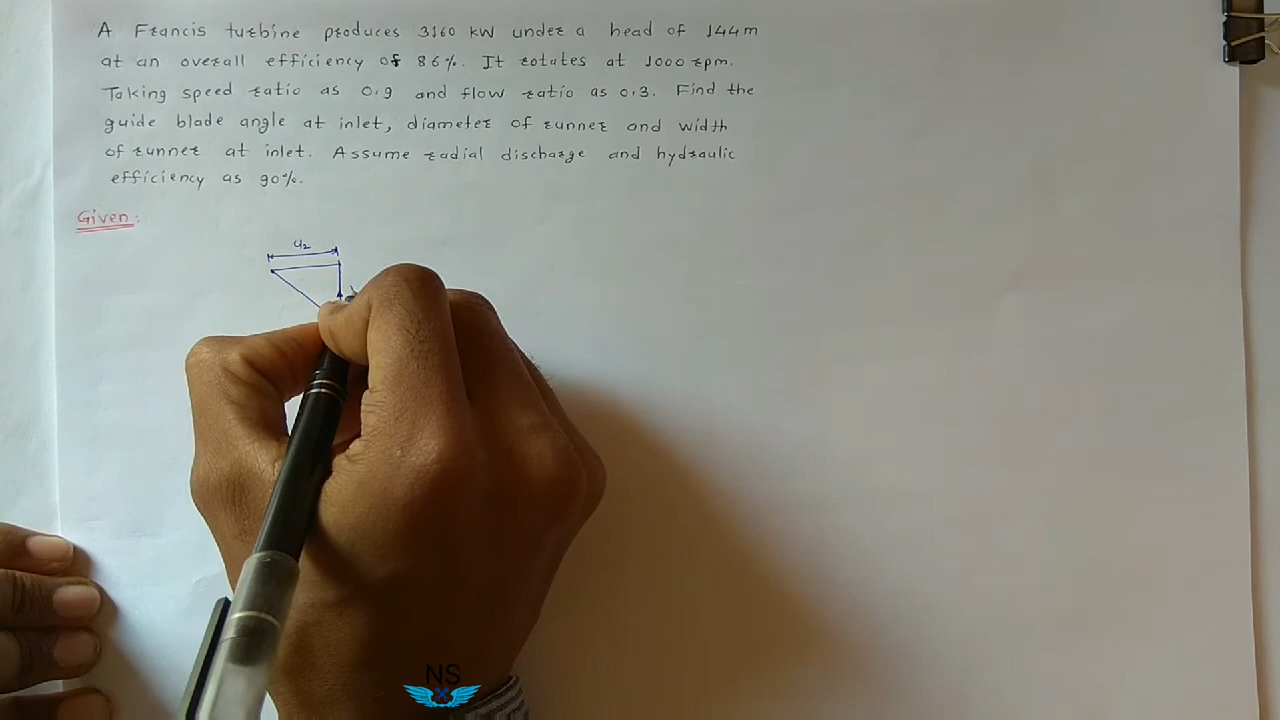 A Francis turbine produces 3160 kW under a head of 144m
at an overall efficiency of 86%. It rotates at 1000 rpm.
Taking speed ratio as 0.9 and flow ratio as 0.3. Find the
guide blade angle at inlet, diameter of runner and width
of runner at inlet. Assume radial discharge and hydraulic
efficiency as 90%.
Given:
u₂
NS